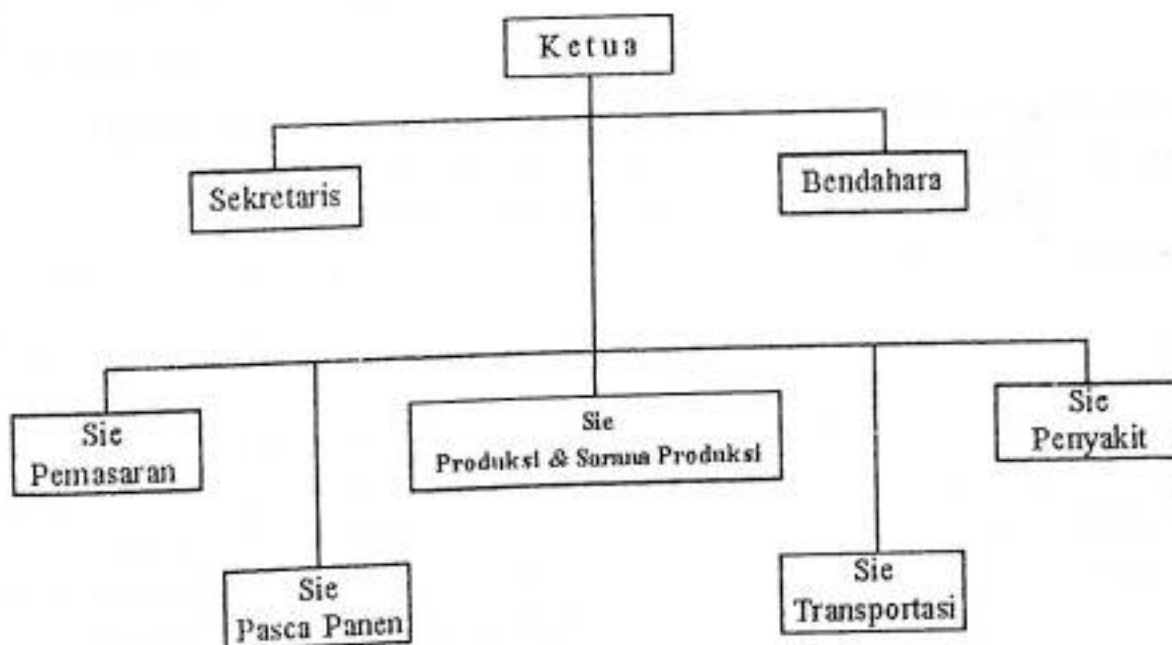 Ketua
Sekretaris
Bendahara
Sie
Pemasaran
Sie
Pasca Panen
Sie
Produksi & Sarana Produksi
Sie
Transportasi
Sie
Penyakit